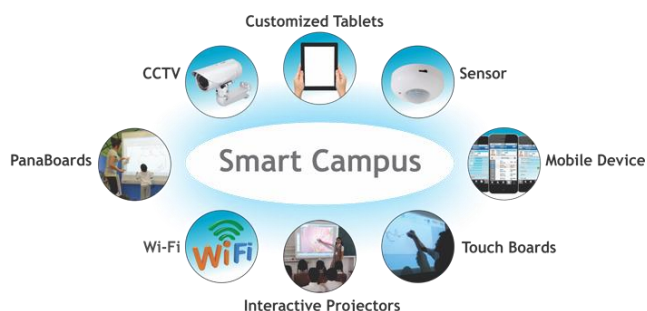 Customized Tablets
CCTV
Sensor
PanaBoards
Smart Campus
Mobile Device
Wi-Fi
WiFi
Touch Boards
Interactive Projectors